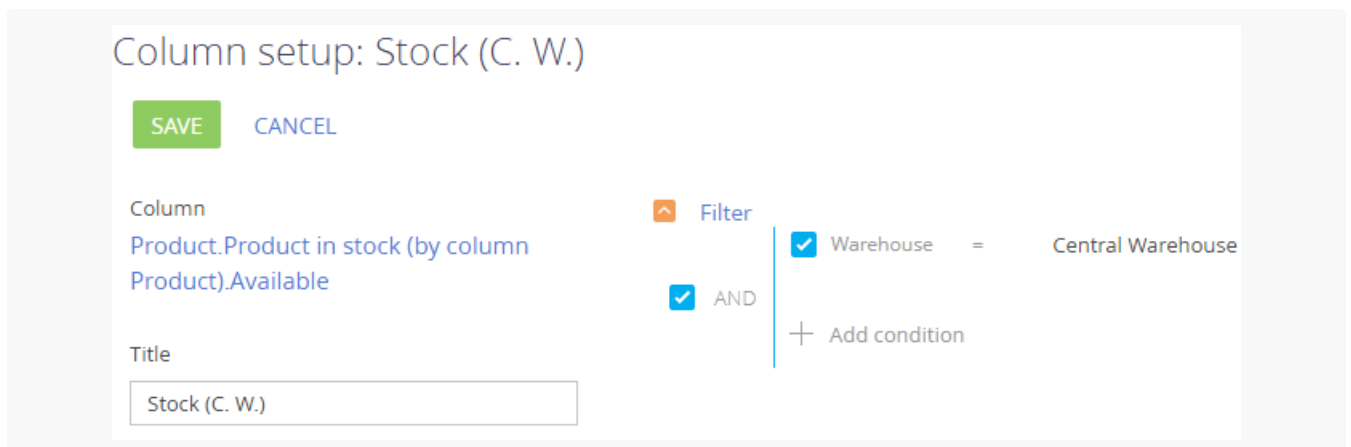 Column setup: Stock (C. W.)
SAVE CANCEL
Column
Product.Product in stock (by column
Product).Available
Title
Stock (C. W.)
Filter
Warehouse = Central Warehouse
AND
Add condition